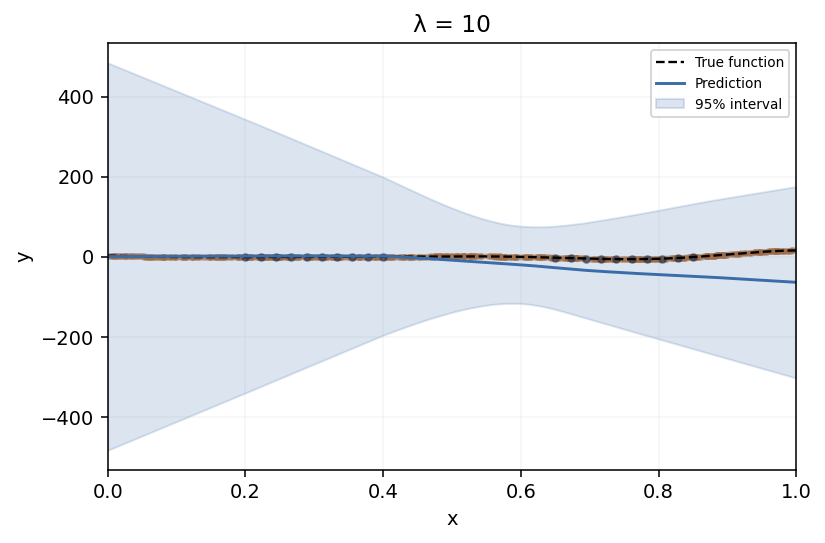 λ = 10
True function
Prediction
95% interval
400
200
0
−200
−400
y
0.0 0.2 0.4 0.6 0.8 1.0
x